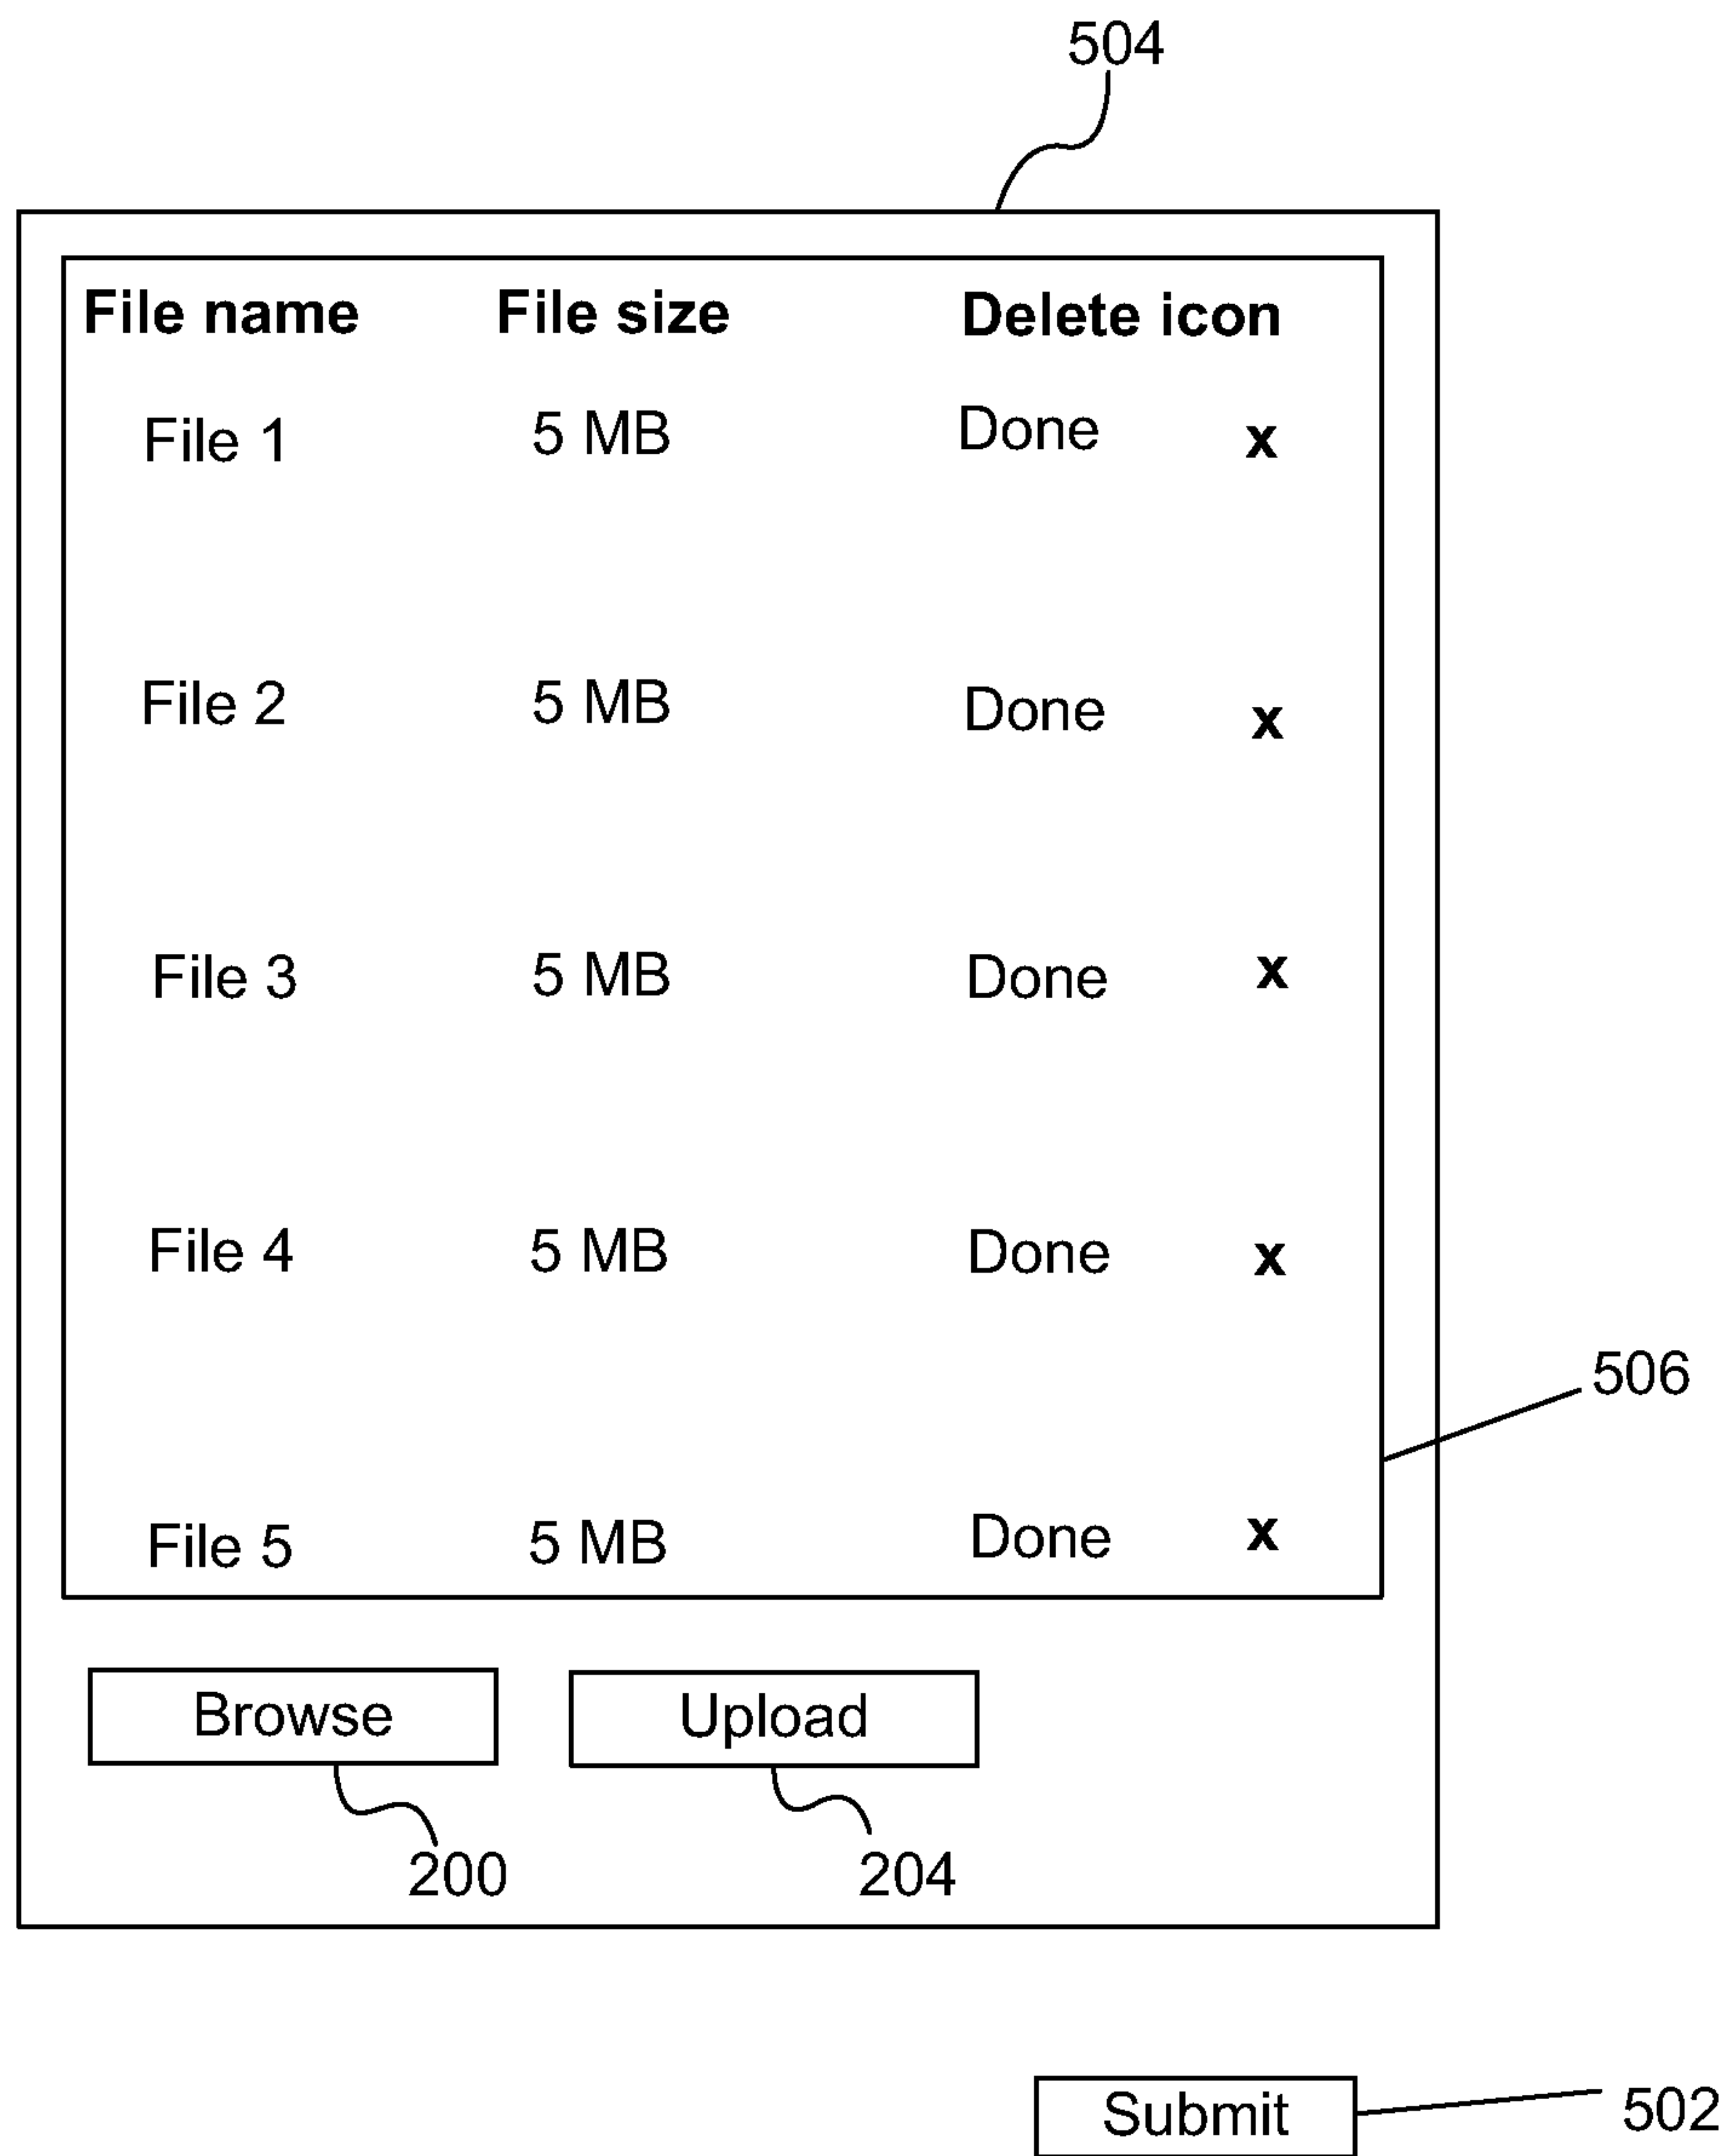 504
File name File size Delete icon
File 1 5 MB Done x
File 2 5 MB Done x
File 3 5 MB Done x
File 4 5 MB Done x
506
File 5 5 MB Done x
Browse Upload
200 204
Submit 502